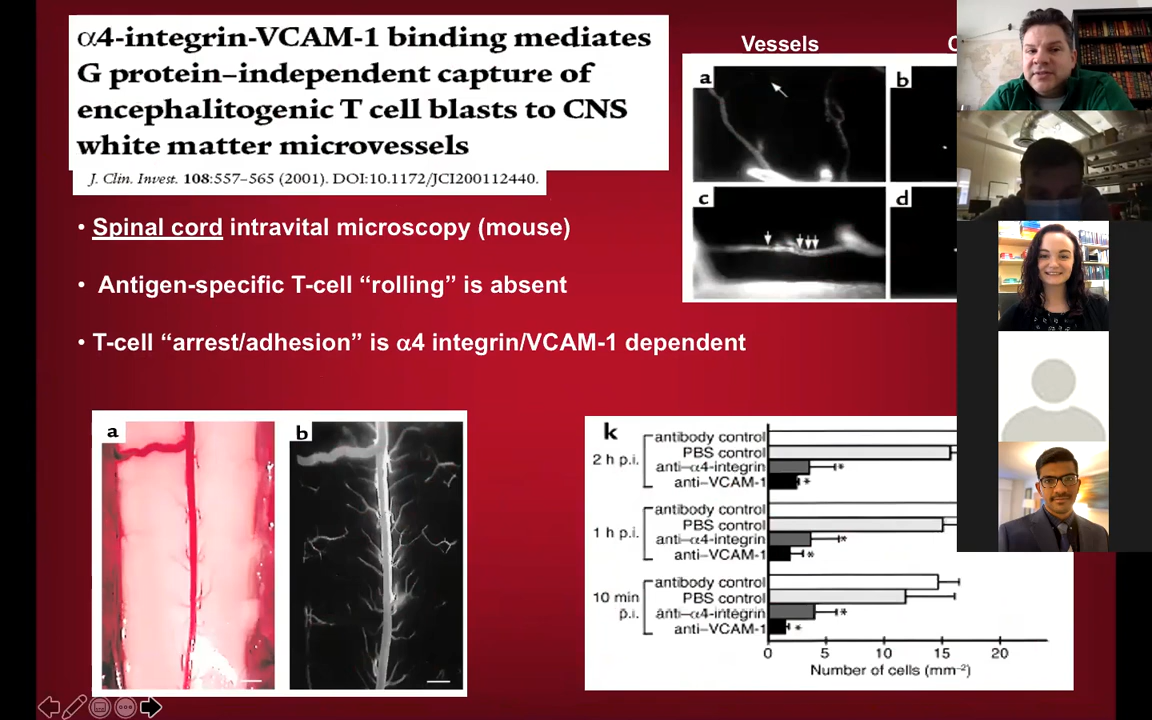 α4-integrin-VCAM-1 binding mediates
G protein–independent capture of
encephalitogenic T cell blasts to CNS
white matter microvessels
J. Clin. Invest. 108:557–565 (2001). DOI:10.1172/JCI200112440.
• Spinal cord intravital microscopy (mouse)
• Antigen-specific T-cell “rolling” is absent
• T-cell “arrest/adhesion” is α4 integrin/VCAM-1 dependent
Vessels
a
b
c
d
a
b
k
2 h p.i.
antibody control
PBS control
anti–α4-integrin
*
anti–VCAM-1
*
1 h p.i.
antibody control
PBS control
anti–α4-integrin
*
anti–VCAM-1
*
10 min
p.i.
antibody control
PBS control
anti–α4-integrin
*
anti–VCAM-1
*
0 5 10 15 20
Number of cells (mm⁻²)